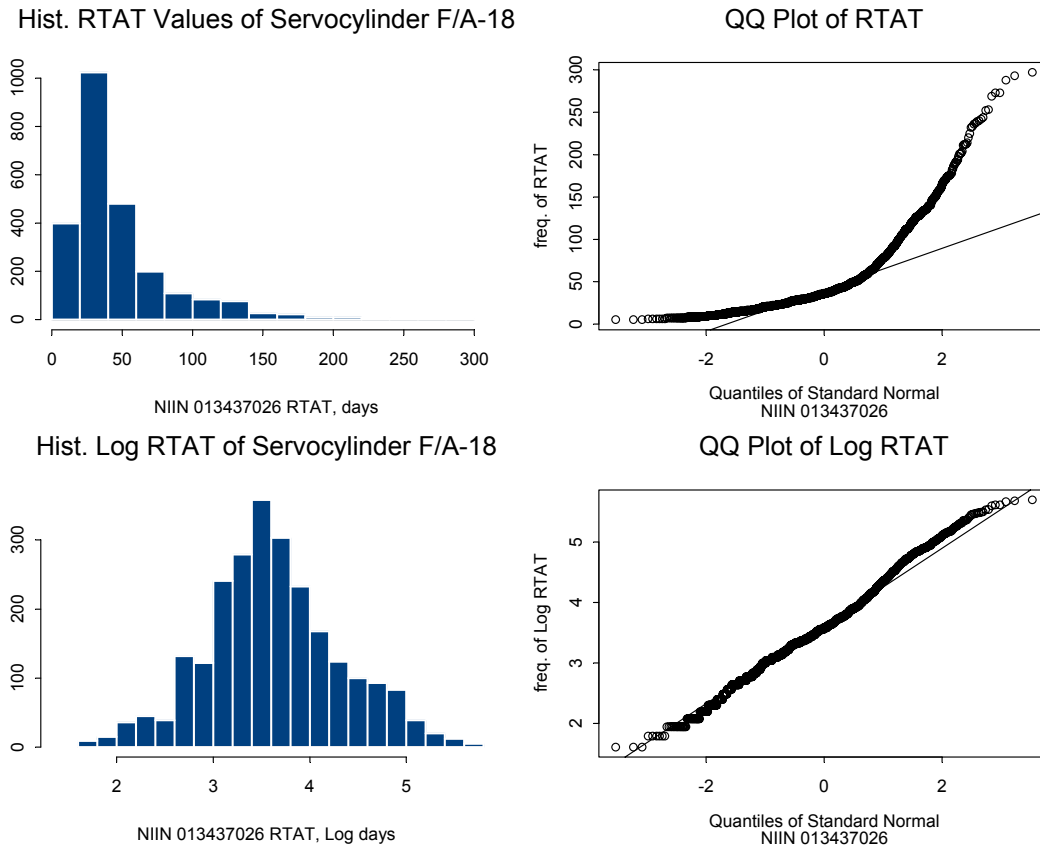 Hist. RTAT Values of Servocylinder F/A-18
0 200 400 600 800 1000
0 50 100 150 200 250 300
NIIN 013437026 RTAT, days
QQ Plot of RTAT
freq. of RTAT
0 50 100 150 200 250 300
-2 0 2
Quantiles of Standard Normal
NIIN 013437026
Hist. Log RTAT of Servocylinder F/A-18
0 100 200 300
2 3 4 5
NIIN 013437026 RTAT, Log days
QQ Plot of Log RTAT
freq. of Log RTAT
2 3 4 5
-2 0 2
Quantiles of Standard Normal
NIIN 013437026